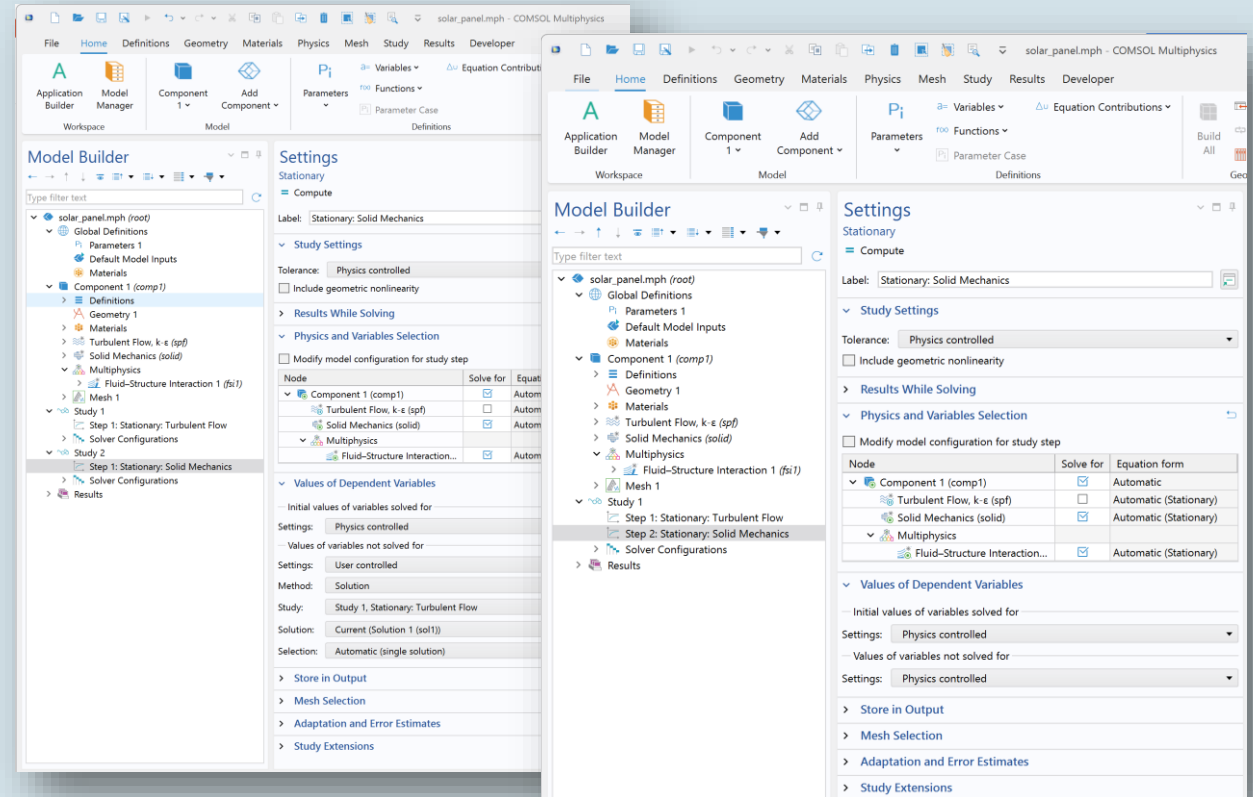 solar_panel.mph - COMSOL Multiphysics
File Home Definitions Geometry Materials Physics Mesh Study Results Developer
A
Pi
a= Variables
Δu Equation Contributi
f(x) Functions
Pi Parameter Case
Application Builder
Model Manager
Component 1
Add Component
Parameters
Workspace
Model
Definitions
Model Builder
Type filter text
solar_panel.mph (root)
Global Definitions
Pi Parameters 1
Default Model Inputs
Materials
Component 1 (comp1)
Definitions
Geometry 1
Materials
Turbulent Flow, k-ε (spf)
Solid Mechanics (solid)
Multiphysics
Fluid–Structure Interaction 1 (fsi1)
Mesh 1
Study 1
Step 1: Stationary: Turbulent Flow
Solver Configurations
Study 2
Step 1: Stationary: Solid Mechanics
Solver Configurations
Results
Settings
Stationary
= Compute
Label: Stationary: Solid Mechanics
Study Settings
Tolerance: Physics controlled
Include geometric nonlinearity
Results While Solving
Physics and Variables Selection
Modify model configuration for study step
Node Solve for Equati
Component 1 (comp1) Autom
Turbulent Flow, k-ε (spf) Autom
Solid Mechanics (solid) Autom
Multiphysics
Fluid–Structure Interaction... Autom
Values of Dependent Variables
Initial values of variables solved for
Settings: Physics controlled
Values of variables not solved for
Settings: User controlled
Method: Solution
Study: Study 1, Stationary: Turbulent Flow
Solution: Current (Solution 1 (sol1))
Selection: Automatic (single solution)
Store in Output
Mesh Selection
Adaptation and Error Estimates
Study Extensions
solar_panel.mph - COMSOL Multiphysics
File Home Definitions Geometry Materials Physics Mesh Study Results Developer
A
Pi
a= Variables
Δu Equation Contributions
f(x) Functions
Pi Parameter Case
Application Builder
Model Manager
Component 1
Add Component
Parameters
Build All
Workspace
Model
Definitions
Geo
Model Builder
Type filter text
solar_panel.mph (root)
Global Definitions
Pi Parameters 1
Default Model Inputs
Materials
Component 1 (comp1)
Definitions
Geometry 1
Materials
Turbulent Flow, k-ε (spf)
Solid Mechanics (solid)
Multiphysics
Fluid–Structure Interaction 1 (fsi1)
Mesh 1
Study 1
Step 1: Stationary: Turbulent Flow
Step 2: Stationary: Solid Mechanics
Solver Configurations
Results
Settings
Stationary
= Compute
Label: Stationary: Solid Mechanics
Study Settings
Tolerance: Physics controlled
Include geometric nonlinearity
Results While Solving
Physics and Variables Selection
Modify model configuration for study step
Node Solve for Equation form
Component 1 (comp1) Automatic
Turbulent Flow, k-ε (spf) Automatic (Stationary)
Solid Mechanics (solid) Automatic (Stationary)
Multiphysics
Fluid–Structure Interaction... Automatic (Stationary)
Values of Dependent Variables
Initial values of variables solved for
Settings: Physics controlled
Values of variables not solved for
Settings: Physics controlled
Store in Output
Mesh Selection
Adaptation and Error Estimates
Study Extensions